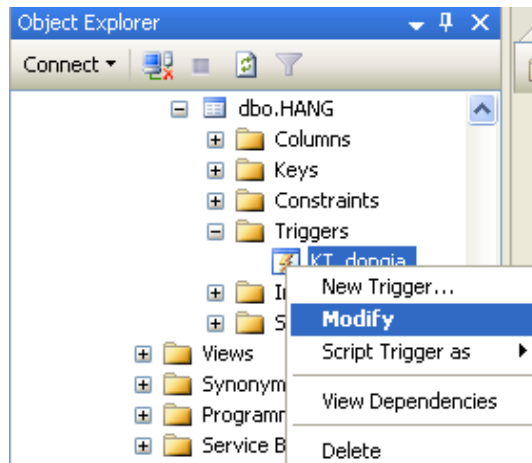 Object Explorer
Connect
dbo.HANG
Columns
Keys
Constraints
Triggers
KT_dongia
New Trigger...
Modify
Script Trigger as
View Dependencies
Delete
Views
Synonym
Programm
Service B